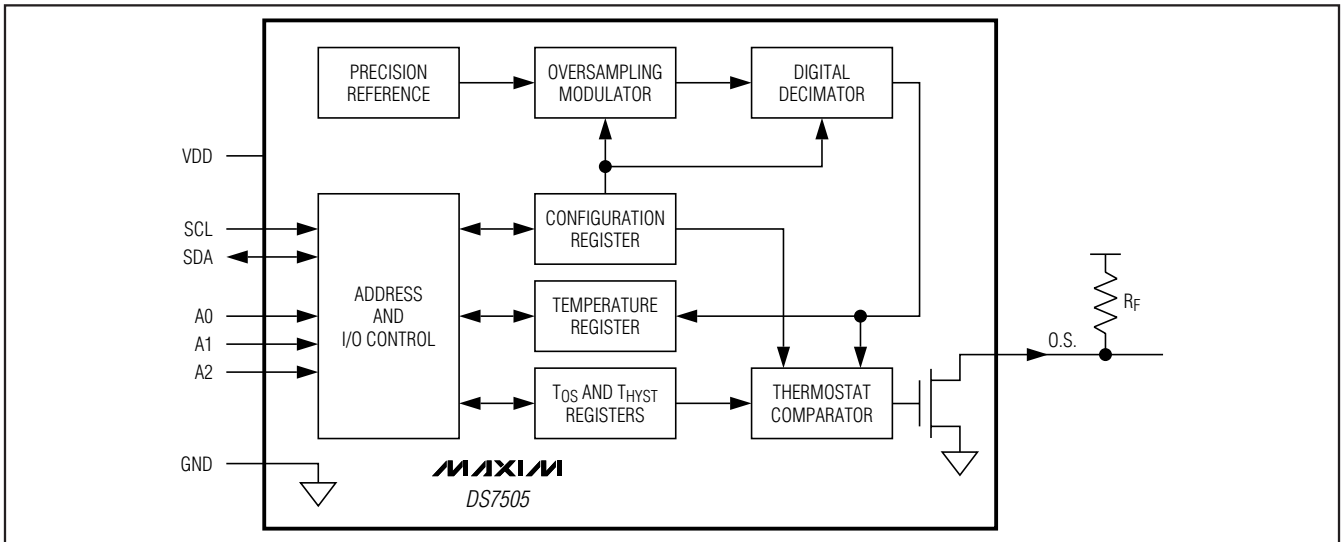 PRECISION
REFERENCE
OVERSAMPLING
MODULATOR
DIGITAL
DECIMATOR
VDD
SCL
SDA
A0
A1
A2
GND
ADDRESS
AND
I/O CONTROL
CONFIGURATION
REGISTER
TEMPERATURE
REGISTER
TOS AND THYST
REGISTERS
THERMOSTAT
COMPARATOR
O.S.
RF
MAXIM
DS7505